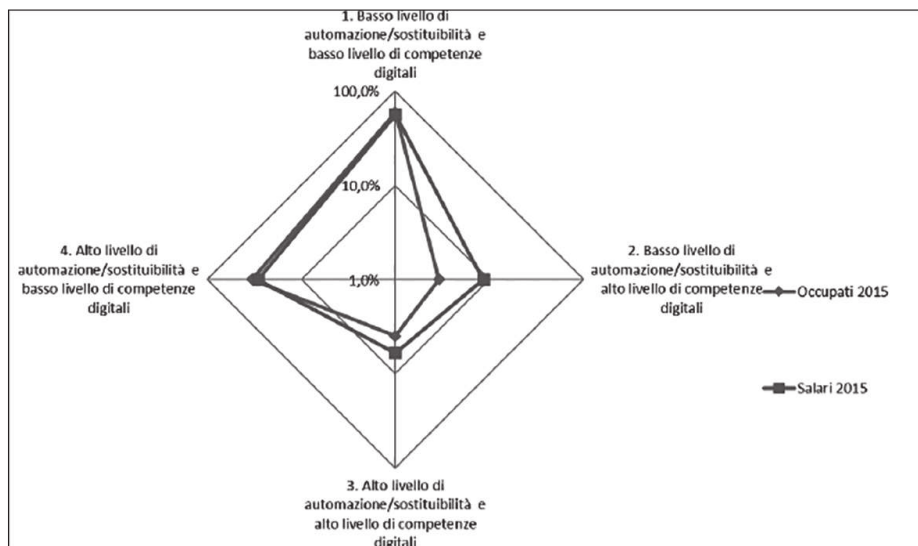 1. Basso livello di
automazione/sostituibilità e
basso livello di competenze
digitali
100,0%
10,0%
1,0%
4. Alto livello di
automazione/sostituibilità e
basso livello di competenze
digitali
2. Basso livello di
automazione/sostituibilità e
alto livello di competenze
digitali
Occupati 2015
Salari 2015
3. Alto livello di
automazione/sostituibilità e
alto livello di competenze
digitali